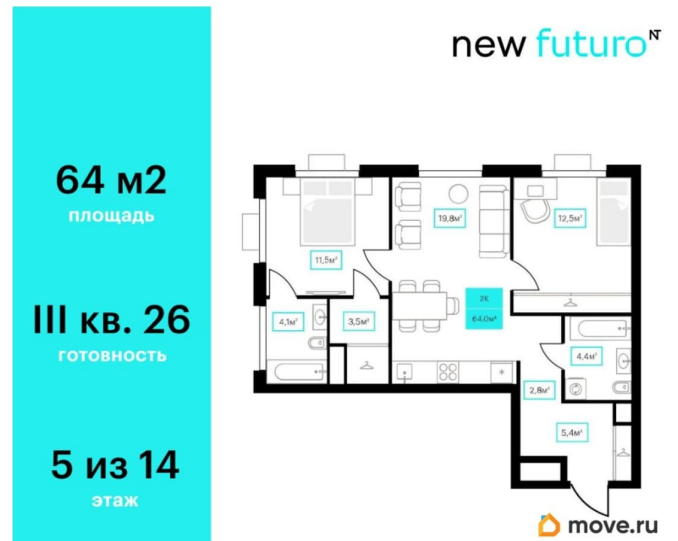 new futuro NT
64 м2
площадь
III кв. 26
готовность
5 из 14
этаж
19,8м²
12,5м²
11,5м²
2К
64.0м²
4,1м²
3,5м²
4,4м²
2,8м²
5,4м²
move.ru